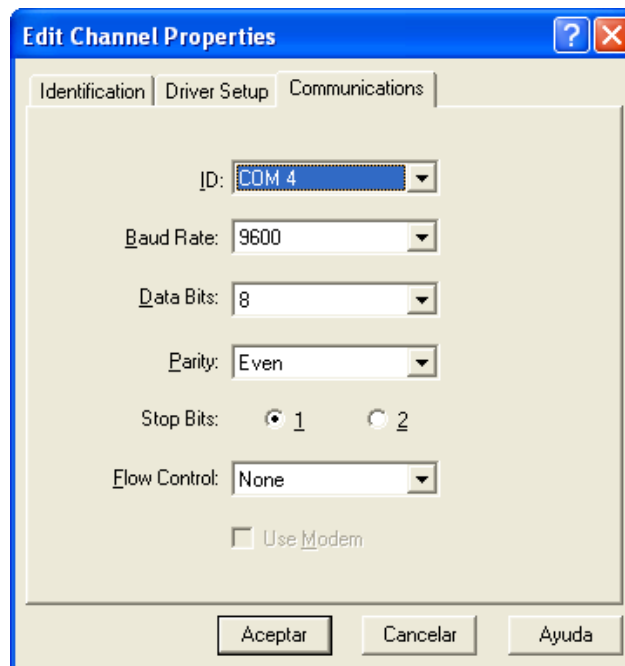 Edit Channel Properties
Identification Driver Setup Communications
ID: COM 4
Baud Rate: 9600
Data Bits: 8
Parity: Even
Stop Bits: 1 2
Flow Control: None
Use Modem
Aceptar Cancelar Ayuda